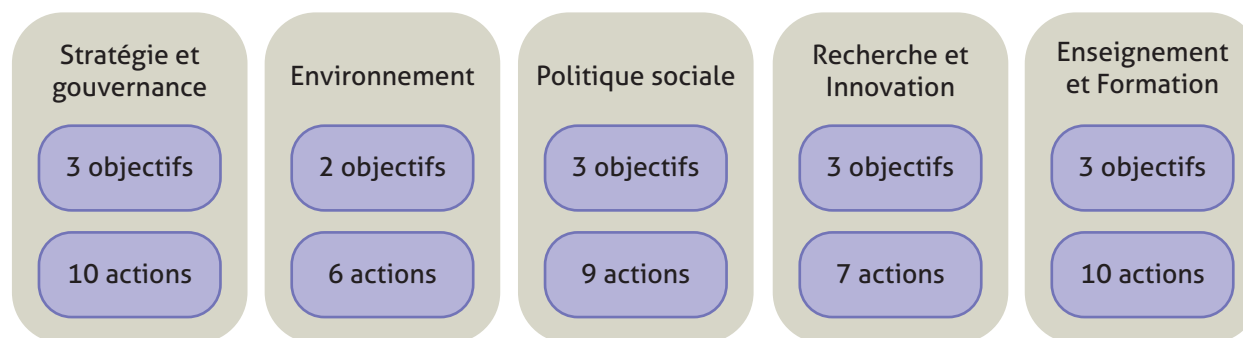 Stratégie et
gouvernance
3 objectifs
10 actions
Environnement
2 objectifs
6 actions
Politique sociale
3 objectifs
9 actions
Recherche et
Innovation
3 objectifs
7 actions
Enseignement
et Formation
3 objectifs
10 actions